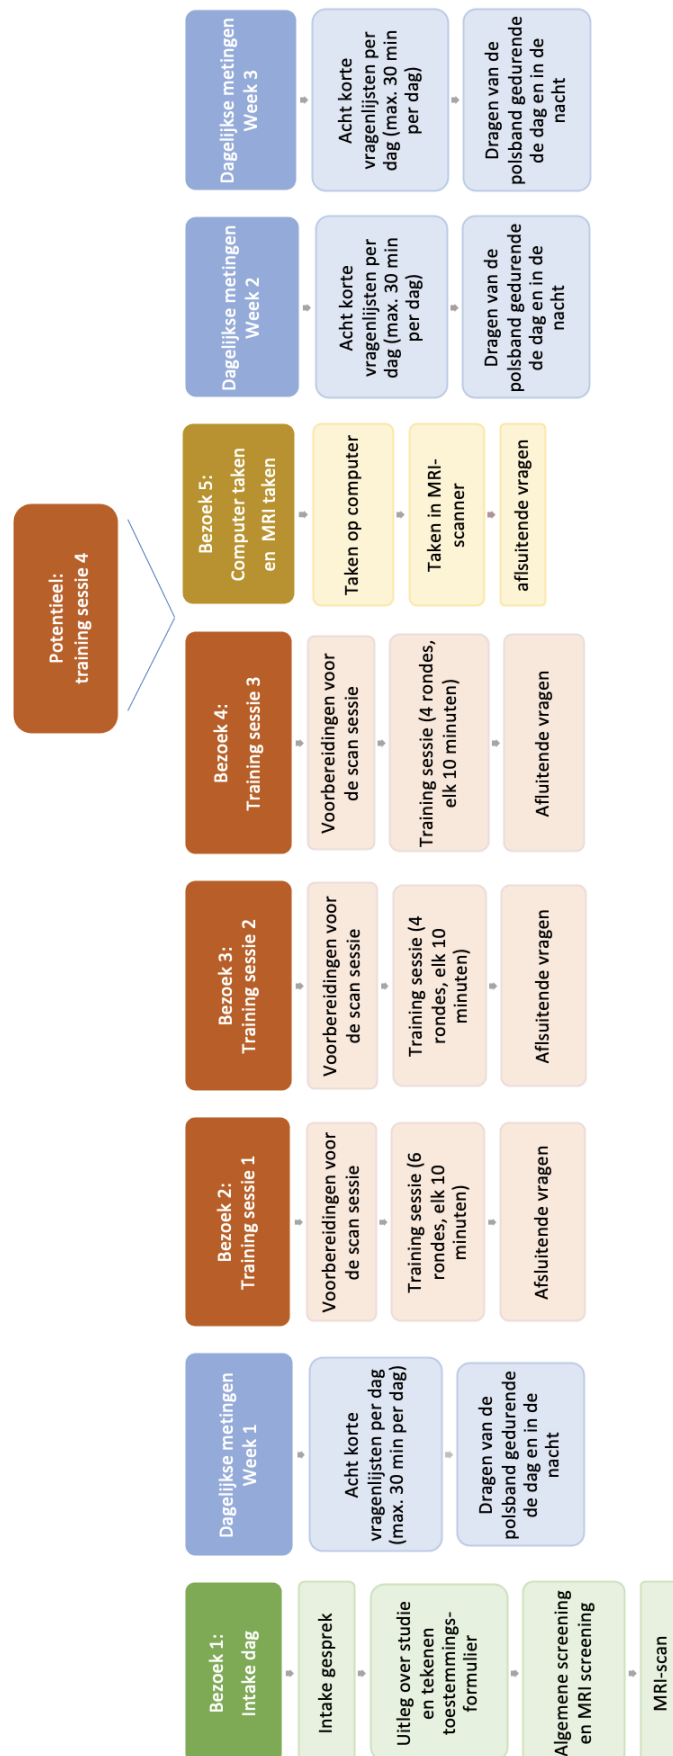 Bezoek 1:
Intake dag
Intake gesprek
Uitleg over studie
en tekenen
toestemmings-
formulier
Algemene screening
en MRI screening
MRI-scan
Dagelijkse metingen
Week 1
Acht korte
vragenlijsten per dag
(max. 30 min per dag)
Dragen van de
polsband gedurende
de dag en in de
nacht
Bezoek 2:
Training sessie 1
Voorbereidingen voor
de scan sessie
Training sessie (6
rondes, elk 10
minuten)
Afsluitende vragen
Bezoek 3:
Training sessie 2
Voorbereidingen voor
de scan sessie
Training sessie (4
rondes, elk 10
minuten)
Aflsuitende vragen
Bezoek 4:
Training sessie 3
Voorbereidingen voor
de scan sessie
Training sessie (4 rondes,
elk 10 minuten)
Afluitende vragen
Potentieel:
training sessie 4
Bezoek 5:
Computer taken
en MRI taken
Taken op computer
Taken in MRI-
scanner
aflsuitende vragen
Dagelijkse metingen
Week 2
Acht korte
vragenlijsten per
dag (max. 30 min
per dag)
Dragen van de
polsband gedurende
de dag en in de
nacht
Dagelijkse metingen
Week 3
Acht korte
vragenlijsten per
dag (max. 30 min
per dag)
Dragen van de
polsband gedurende
de dag en in de
nacht